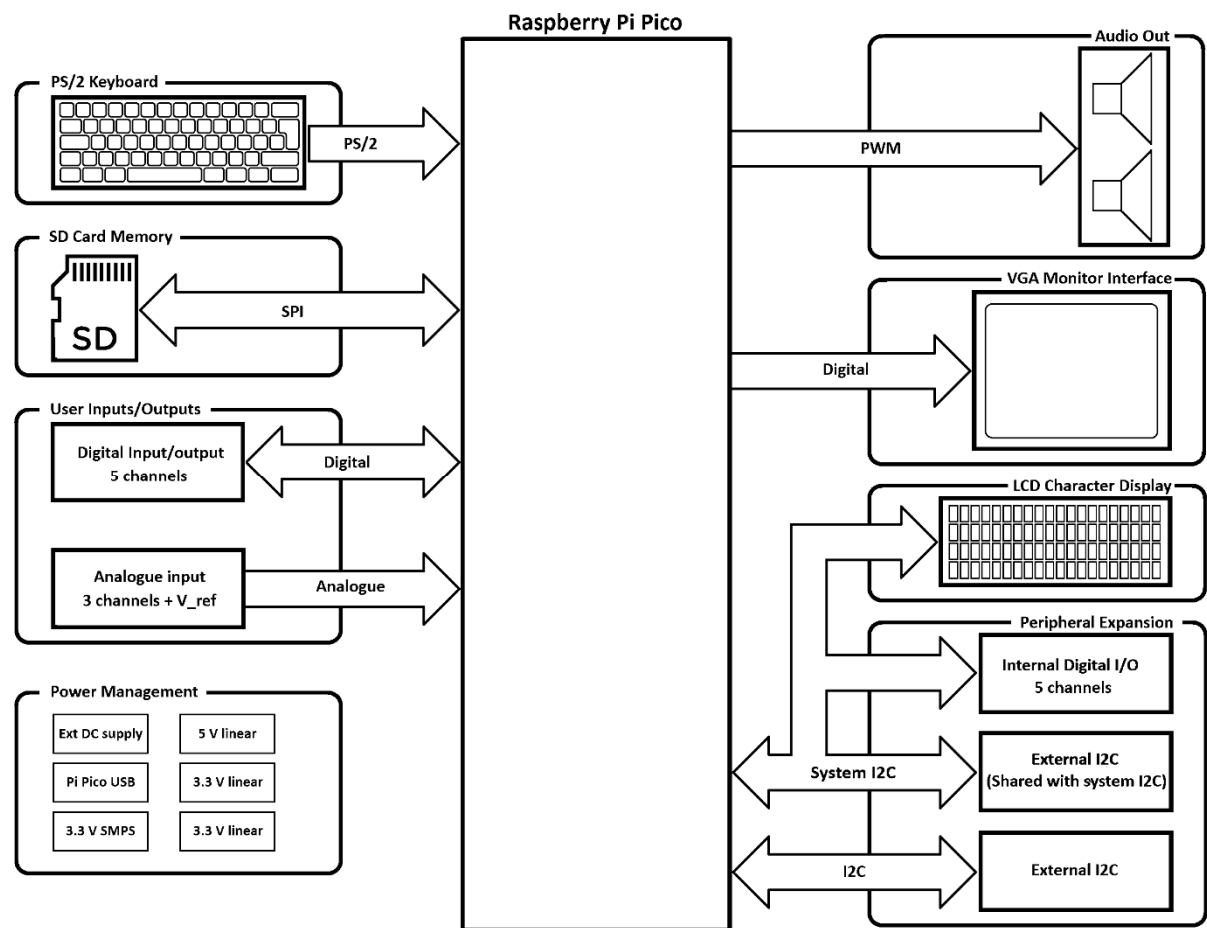 Raspberry Pi Pico
PS/2 Keyboard
PS/2
SD Card Memory
SD
SPI
User Inputs/Outputs
Digital Input/output
5 channels
Digital
Analogue input
3 channels + V_ref
Analogue
Power Management
Ext DC supply
5 V linear
Pi Pico USB
3.3 V linear
3.3 V SMPS
3.3 V linear
Audio Out
PWM
VGA Monitor Interface
Digital
LCD Character Display
Peripheral Expansion
Internal Digital I/O
5 channels
System I2C
External I2C
(Shared with system I2C)
I2C
External I2C